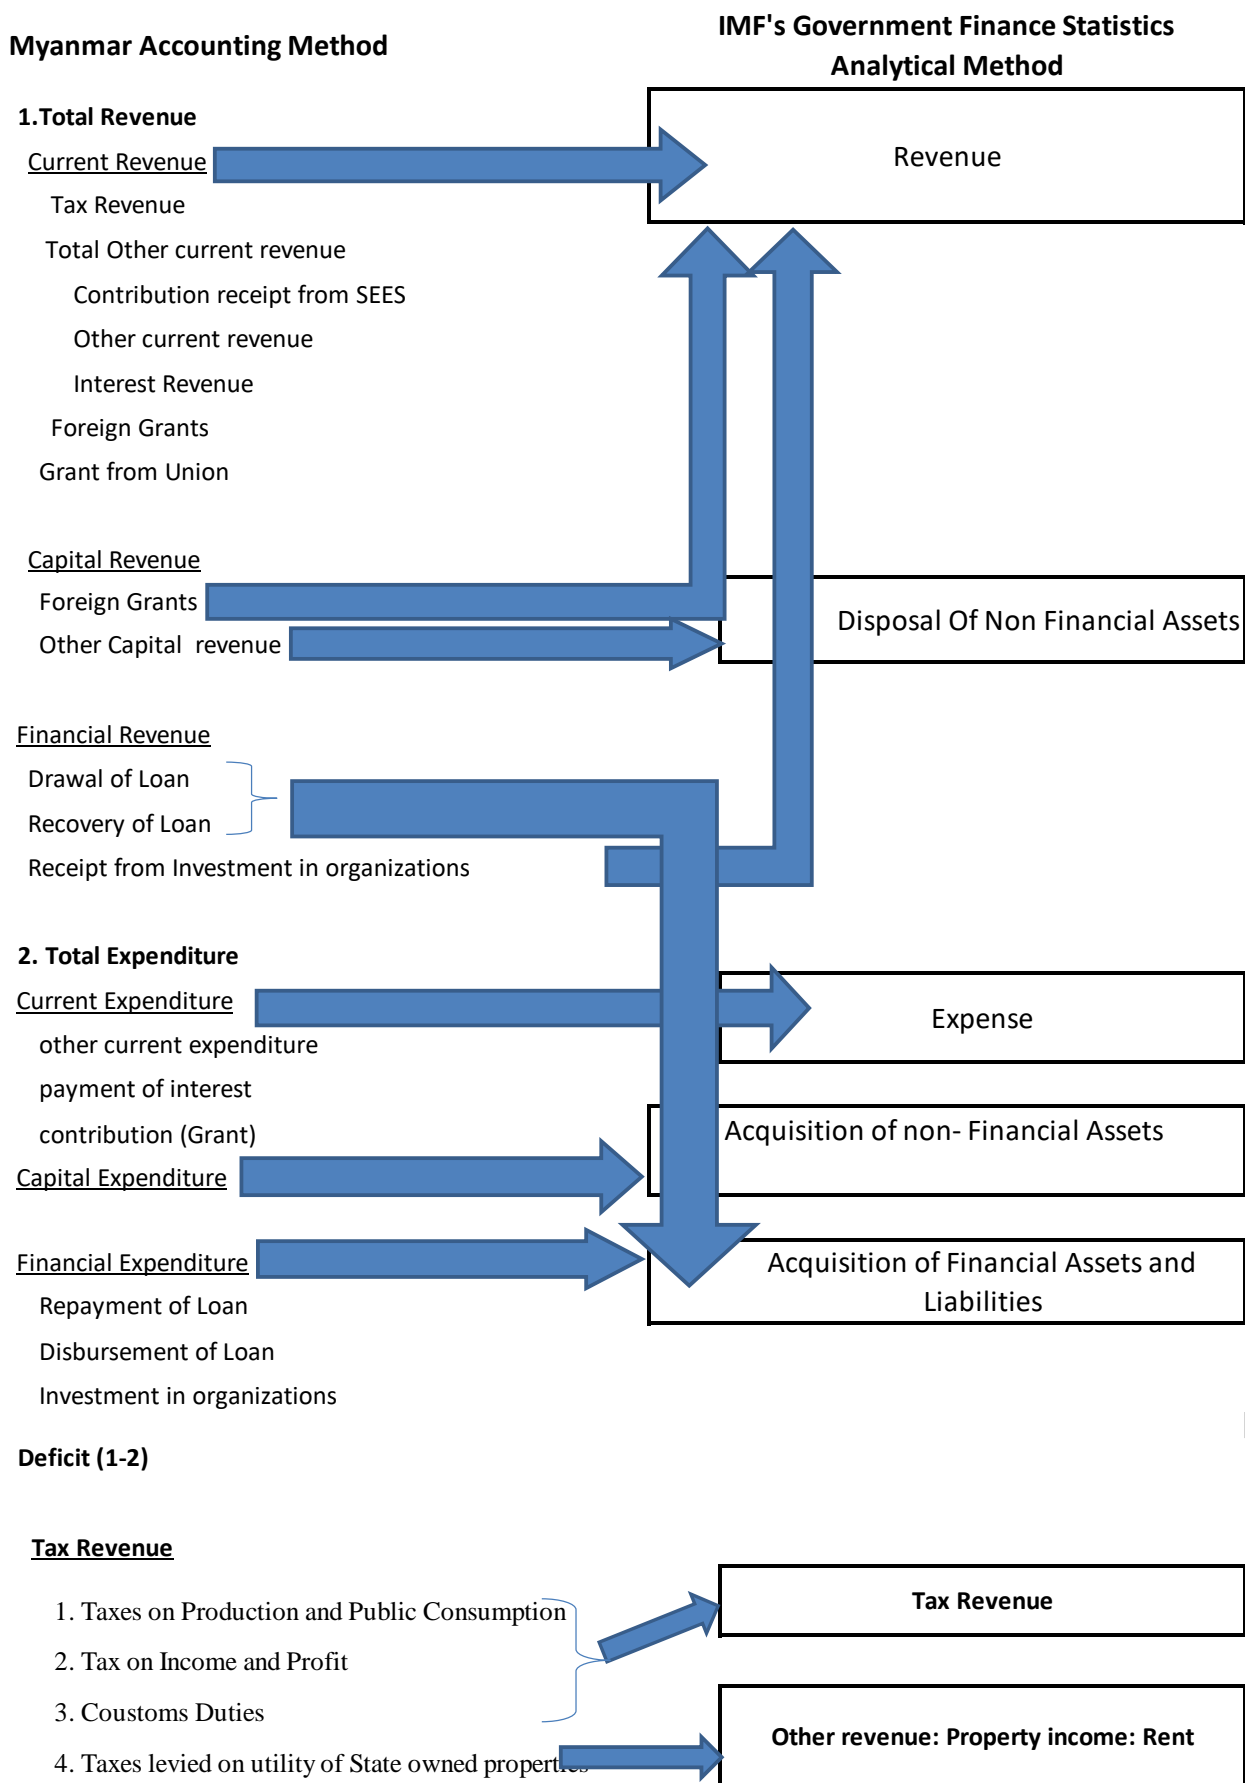 IMF's Government Finance Statistics
Myanmar Accounting Method
Analytical Method
1.Total Revenue
Current Revenue
Revenue
Tax Revenue
Total Other current revenue
Contribution receipt from SEES
Other current revenue
Interest Revenue
Foreign Grants
Grant from Union
Capital Revenue
Foreign Grants
Disposal Of Non Financial Assets
Other Capital revenue
Financial Revenue
Drawal of Loan
Recovery of Loan
Receipt from Investment in organizations
2. Total Expenditure
Current Expenditure
Expense
other current expenditure
payment of interest
contribution (Grant)
Acquisition of non- Financial Assets
Capital Expenditure
Financial Expenditure
Acquisition of Financial Assets and
Liabilities
Repayment of Loan
Disbursement of Loan
Investment in organizations
Deficit (1-2)
Tax Revenue
Tax Revenue
1. Taxes on Production and Public Consumption
2. Tax on Income and Profit
3. Coustoms Duties
Other revenue: Property income: Rent
4. Taxes levied on utility of State owned properties